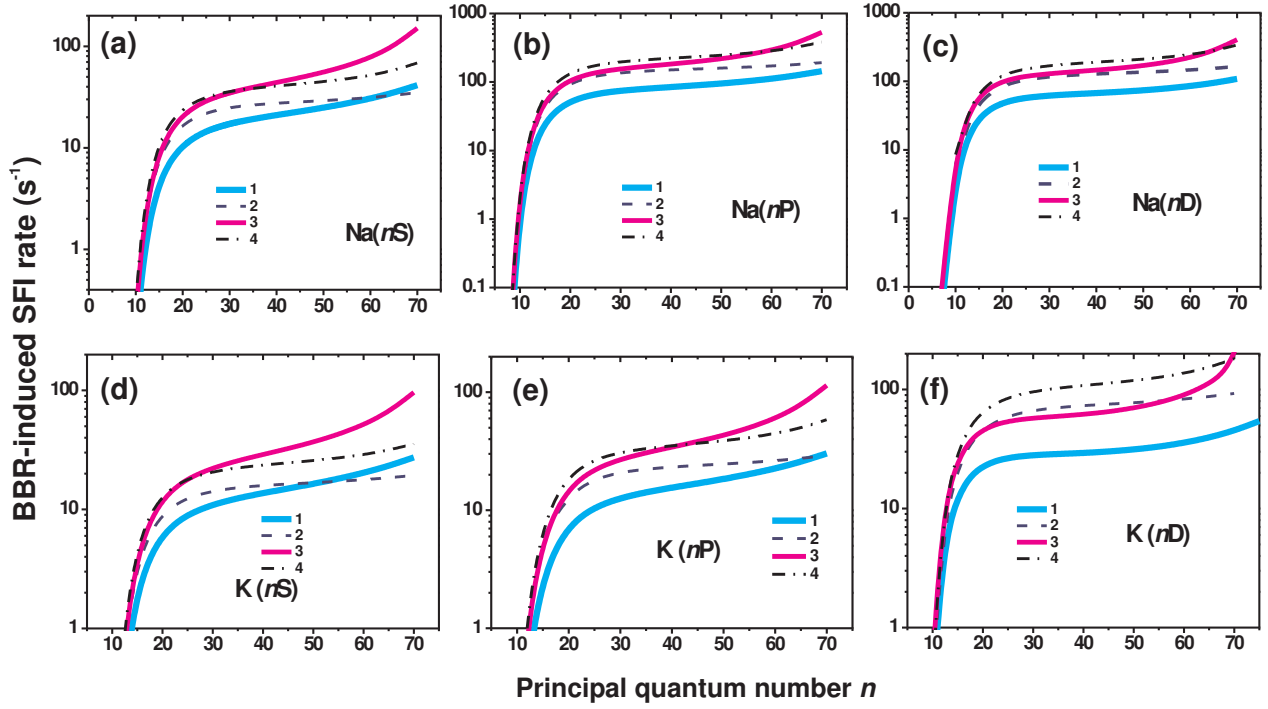 BBR-induced SFI rate (s⁻¹)
(a)
100
10
1
0 10 20 30 40 50 60 70
1
2
3
4
Na(nS)
(b)
1000
100
10
1
0.1
10 20 30 40 50 60 70
1
2
3
4
Na(nP)
(c)
1000
100
10
1
0.1
0 10 20 30 40 50 60 70
1
2
3
4
Na(nD)
(d)
100
10
1
10 20 30 40 50 60 70
1
2
3
4
K (nS)
(e)
100
10
1
10 20 30 40 50 60 70
1
2
3
4
K (nP)
(f)
100
10
1
10 20 30 40 50 60 70
1
2
3
4
K (nD)
Principal quantum number n